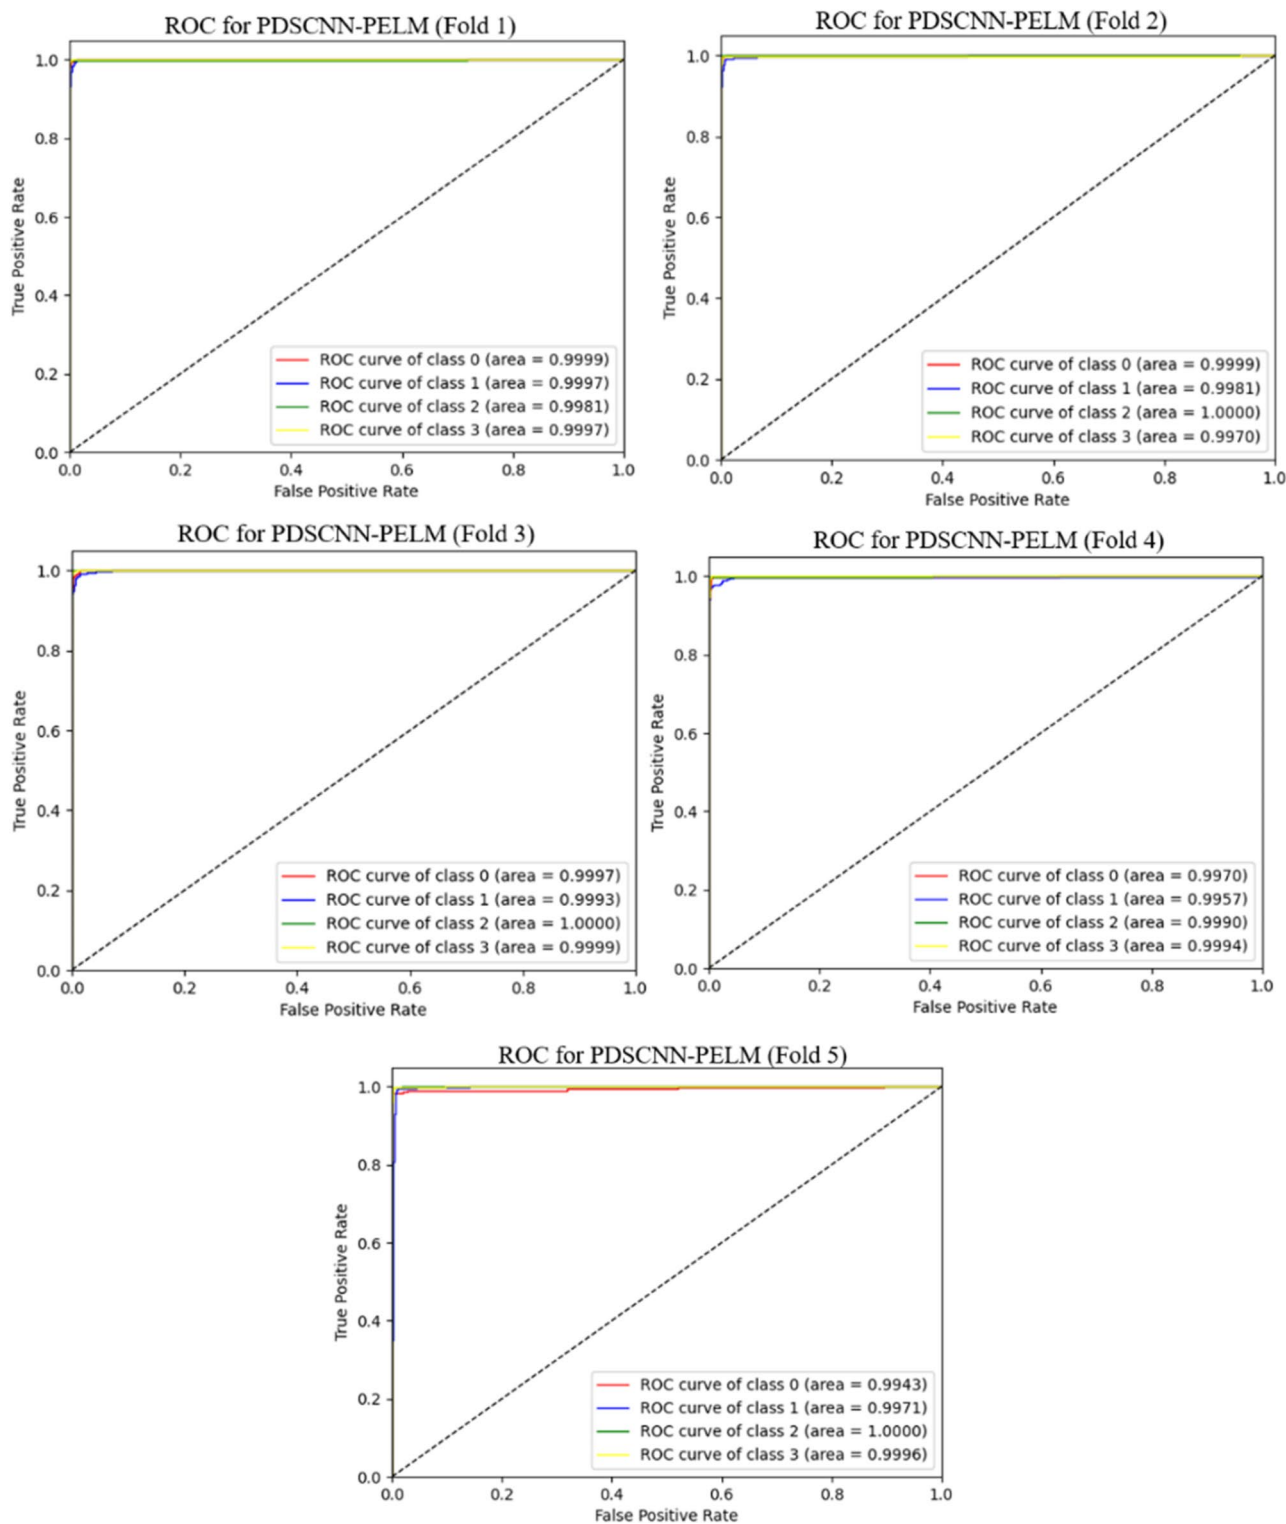 ROC for PDSCNN-PELM (Fold 1)
1.0
0.8
0.6
0.4
0.2
0.0
True Positive Rate
ROC curve of class 0 (area = 0.9999)
ROC curve of class 1 (area = 0.9997)
ROC curve of class 2 (area = 0.9981)
ROC curve of class 3 (area = 0.9997)
0.0 0.2 0.4 0.6 0.8 1.0
False Positive Rate
ROC for PDSCNN-PELM (Fold 2)
1.0
0.8
0.6
0.4
0.2
0.0
True Positive Rate
ROC curve of class 0 (area = 0.9999)
ROC curve of class 1 (area = 0.9981)
ROC curve of class 2 (area = 1.0000)
ROC curve of class 3 (area = 0.9970)
0.0 0.2 0.4 0.6 0.8 1.0
False Positive Rate
ROC for PDSCNN-PELM (Fold 3)
1.0
0.8
0.6
0.4
0.2
0.0
True Positive Rate
ROC curve of class 0 (area = 0.9997)
ROC curve of class 1 (area = 0.9993)
ROC curve of class 2 (area = 1.0000)
ROC curve of class 3 (area = 0.9999)
0.0 0.2 0.4 0.6 0.8 1.0
False Positive Rate
ROC for PDSCNN-PELM (Fold 4)
1.0
0.8
0.6
0.4
0.2
0.0
True Positive Rate
ROC curve of class 0 (area = 0.9970)
ROC curve of class 1 (area = 0.9957)
ROC curve of class 2 (area = 0.9990)
ROC curve of class 3 (area = 0.9994)
0.0 0.2 0.4 0.6 0.8 1.0
False Positive Rate
ROC for PDSCNN-PELM (Fold 5)
1.0
0.8
0.6
0.4
0.2
0.0
True Positive Rate
ROC curve of class 0 (area = 0.9943)
ROC curve of class 1 (area = 0.9971)
ROC curve of class 2 (area = 1.0000)
ROC curve of class 3 (area = 0.9996)
0.0 0.2 0.4 0.6 0.8 1.0
False Positive Rate